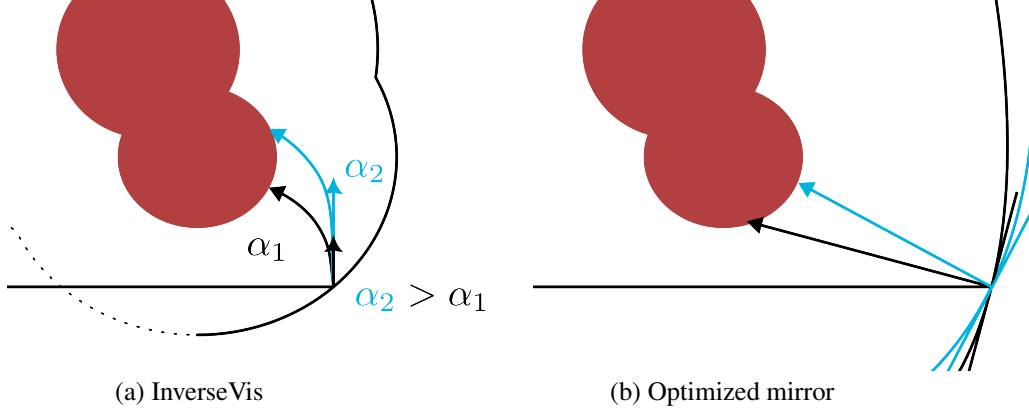 α₂
α₁
α₂ > α₁
(a) InverseVis
(b) Optimized mirror